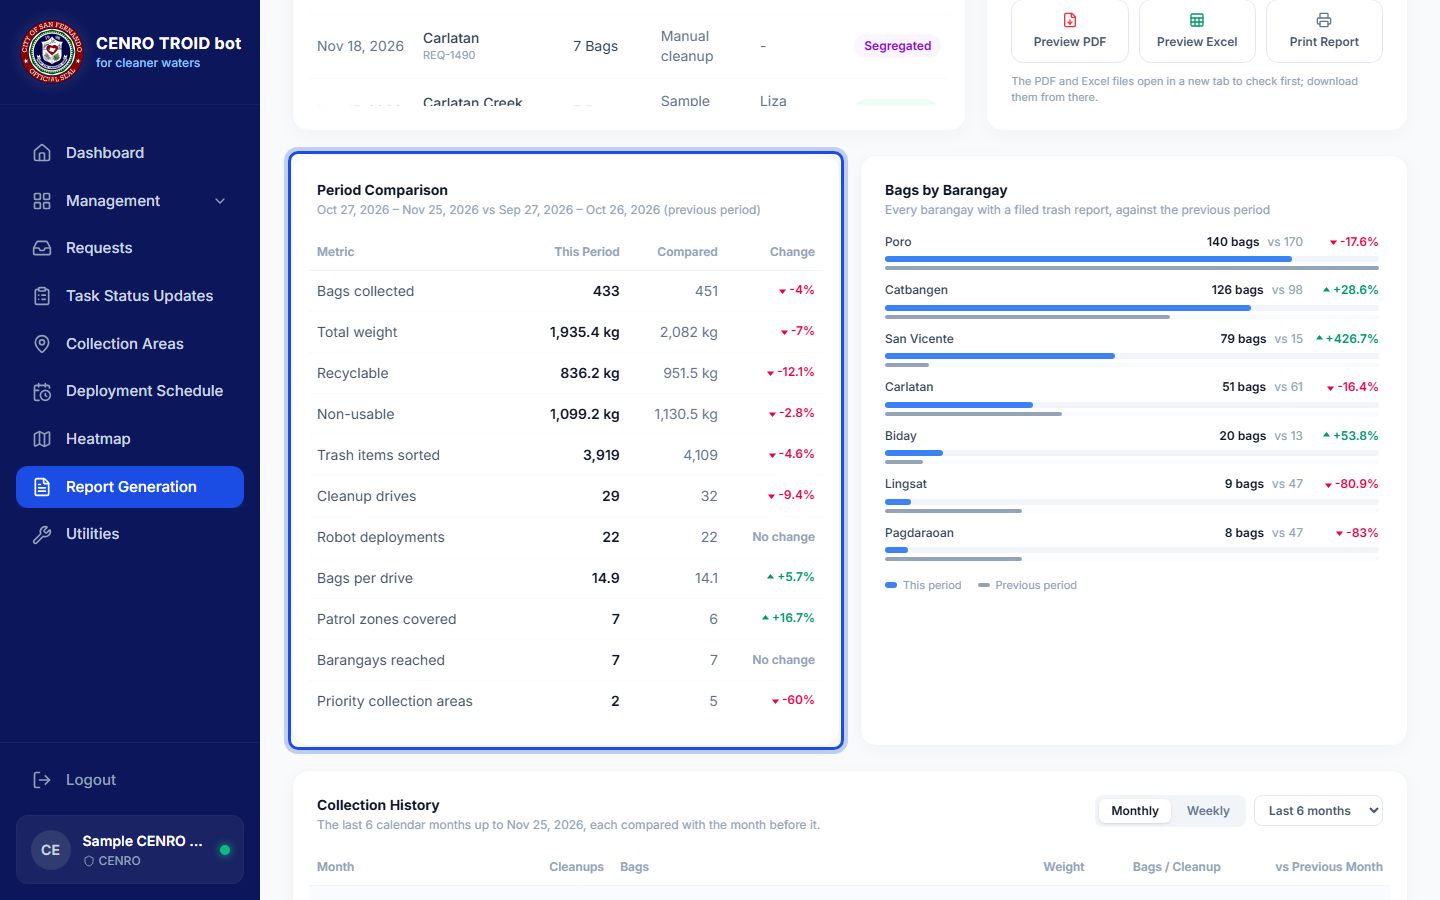 CITY OF SAN FERNANDO
OFFICIAL SEAL
CENRO TROID bot
for cleaner waters
Dashboard
Management
Requests
Task Status Updates
Collection Areas
Deployment Schedule
Heatmap
Report Generation
Utilities
Logout
CE
Sample CENRO ...
CENRO
Nov 18, 2026 Carlatan REQ-1490 7 Bags Manual cleanup - Segregated
Carlatan Creek Sample Liza
Preview PDF
Preview Excel
Print Report
The PDF and Excel files open in a new tab to check first; download
them from there.
Period Comparison
Oct 27, 2026 – Nov 25, 2026 vs Sep 27, 2026 – Oct 26, 2026 (previous period)
Metric This Period Compared Change
Bags collected 433 451 -4%
Total weight 1,935.4 kg 2,082 kg -7%
Recyclable 836.2 kg 951.5 kg -12.1%
Non-usable 1,099.2 kg 1,130.5 kg -2.8%
Trash items sorted 3,919 4,109 -4.6%
Cleanup drives 29 32 -9.4%
Robot deployments 22 22 No change
Bags per drive 14.9 14.1 +5.7%
Patrol zones covered 7 6 +16.7%
Barangays reached 7 7 No change
Priority collection areas 2 5 -60%
Bags by Barangay
Every barangay with a filed trash report, against the previous period
Poro 140 bags vs 170 -17.6%
Catbangen 126 bags vs 98 +28.6%
San Vicente 79 bags vs 15 +426.7%
Carlatan 51 bags vs 61 -16.4%
Biday 20 bags vs 13 +53.8%
Lingsat 9 bags vs 47 -80.9%
Pagdaraoan 8 bags vs 47 -83%
This period Previous period
Collection History
The last 6 calendar months up to Nov 25, 2026, each compared with the month before it.
Monthly Weekly Last 6 months
Month Cleanups Bags Weight Bags / Cleanup vs Previous Month